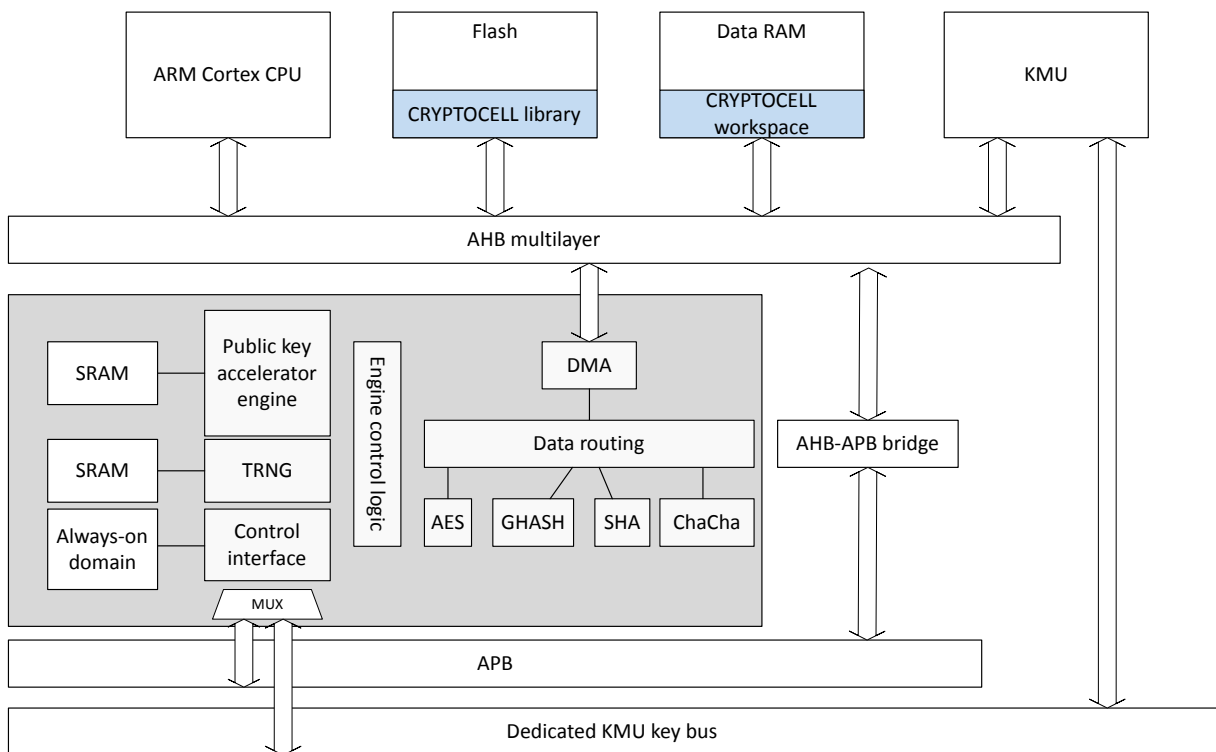 ARM Cortex CPU
Flash
CRYPTOCELL library
Data RAM
CRYPTOCELL
workspace
KMU
AHB multilayer
SRAM
Public key
accelerator
engine
Engine control logic
DMA
Data routing
AHB-APB bridge
SRAM
TRNG
AES
GHASH
SHA
ChaCha
Always-on
domain
Control
interface
MUX
APB
Dedicated KMU key bus